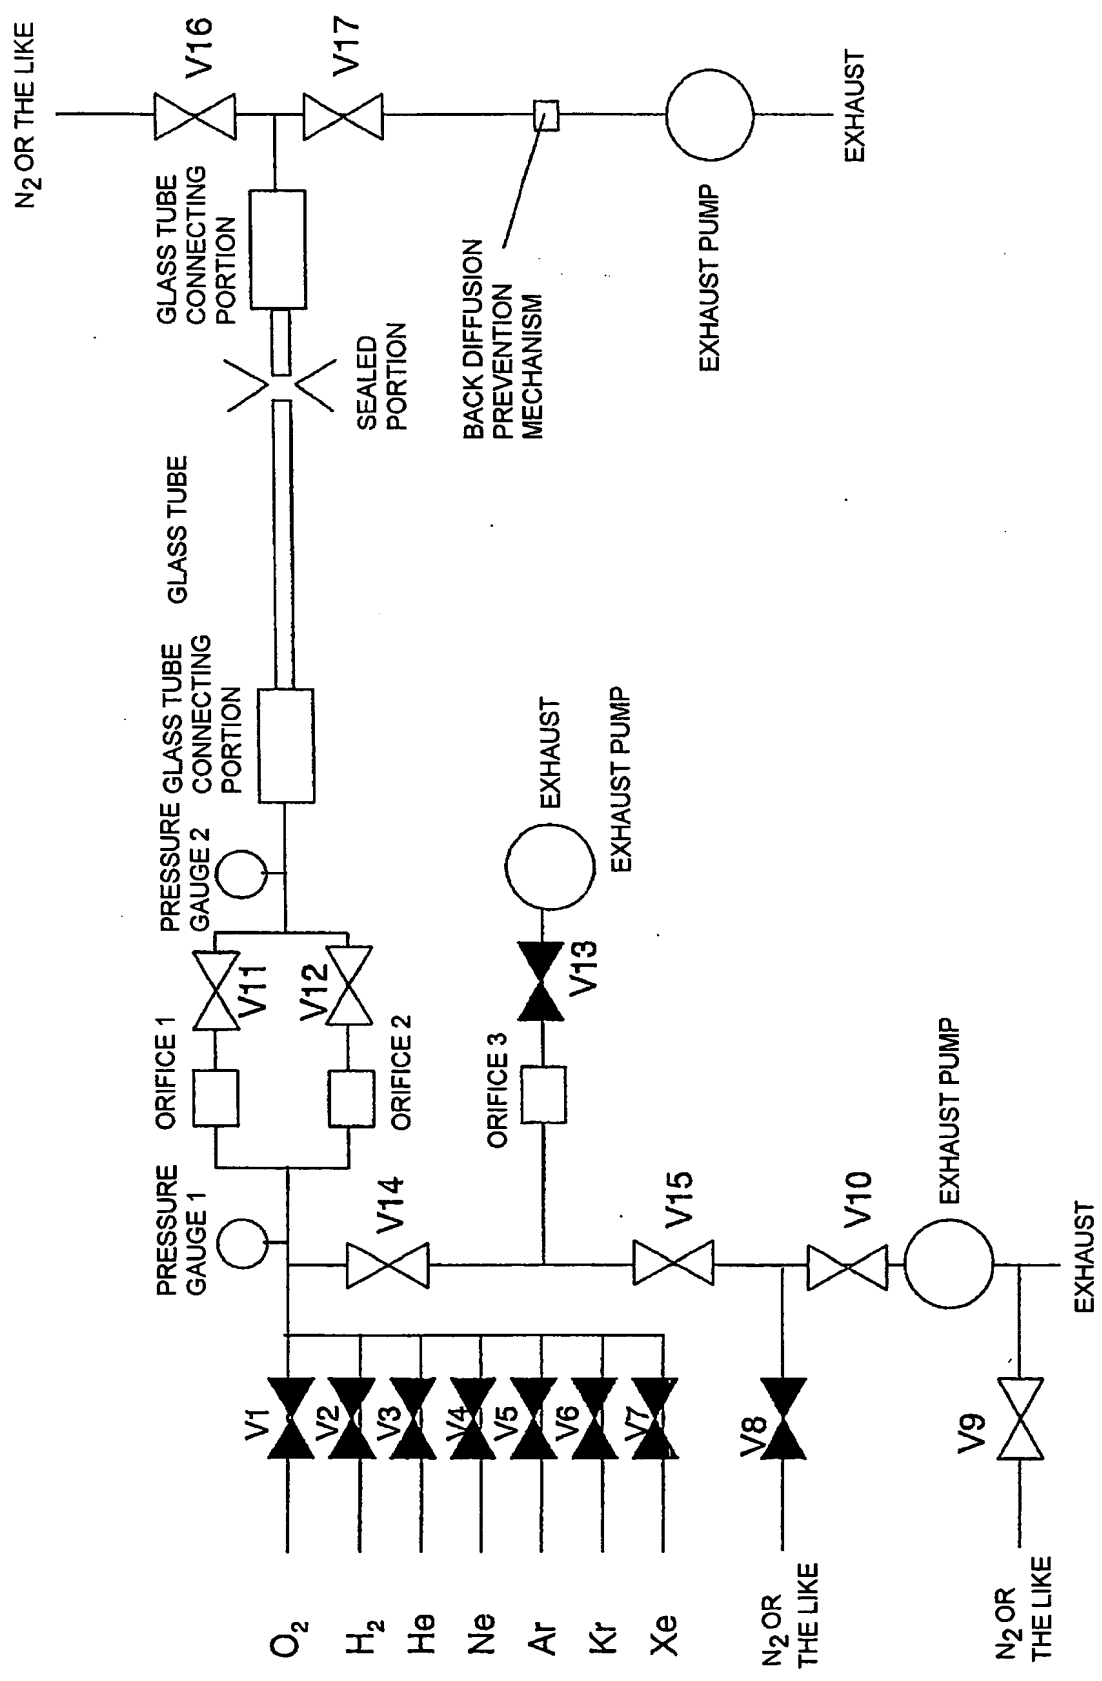 O2
H2
He
Ne
Ar
Kr
Xe
N2 OR
THE LIKE
N2 OR
THE LIKE
V1
V2
V3
V4
V5
V6
V7
V8
V9
PRESSURE
GAUGE 1
V14
V15
V10
EXHAUST PUMP
EXHAUST
ORIFICE 1
ORIFICE 2
ORIFICE 3
V11
V12
V13
EXHAUST
EXHAUST PUMP
PRESSURE
GAUGE 2
GLASS TUBE
CONNECTING
PORTION
GLASS TUBE
SEALED
PORTION
GLASS TUBE
CONNECTING
PORTION
BACK DIFFUSION
PREVENTION
MECHANISM
N2 OR THE LIKE
V16
V17
EXHAUST PUMP
EXHAUST